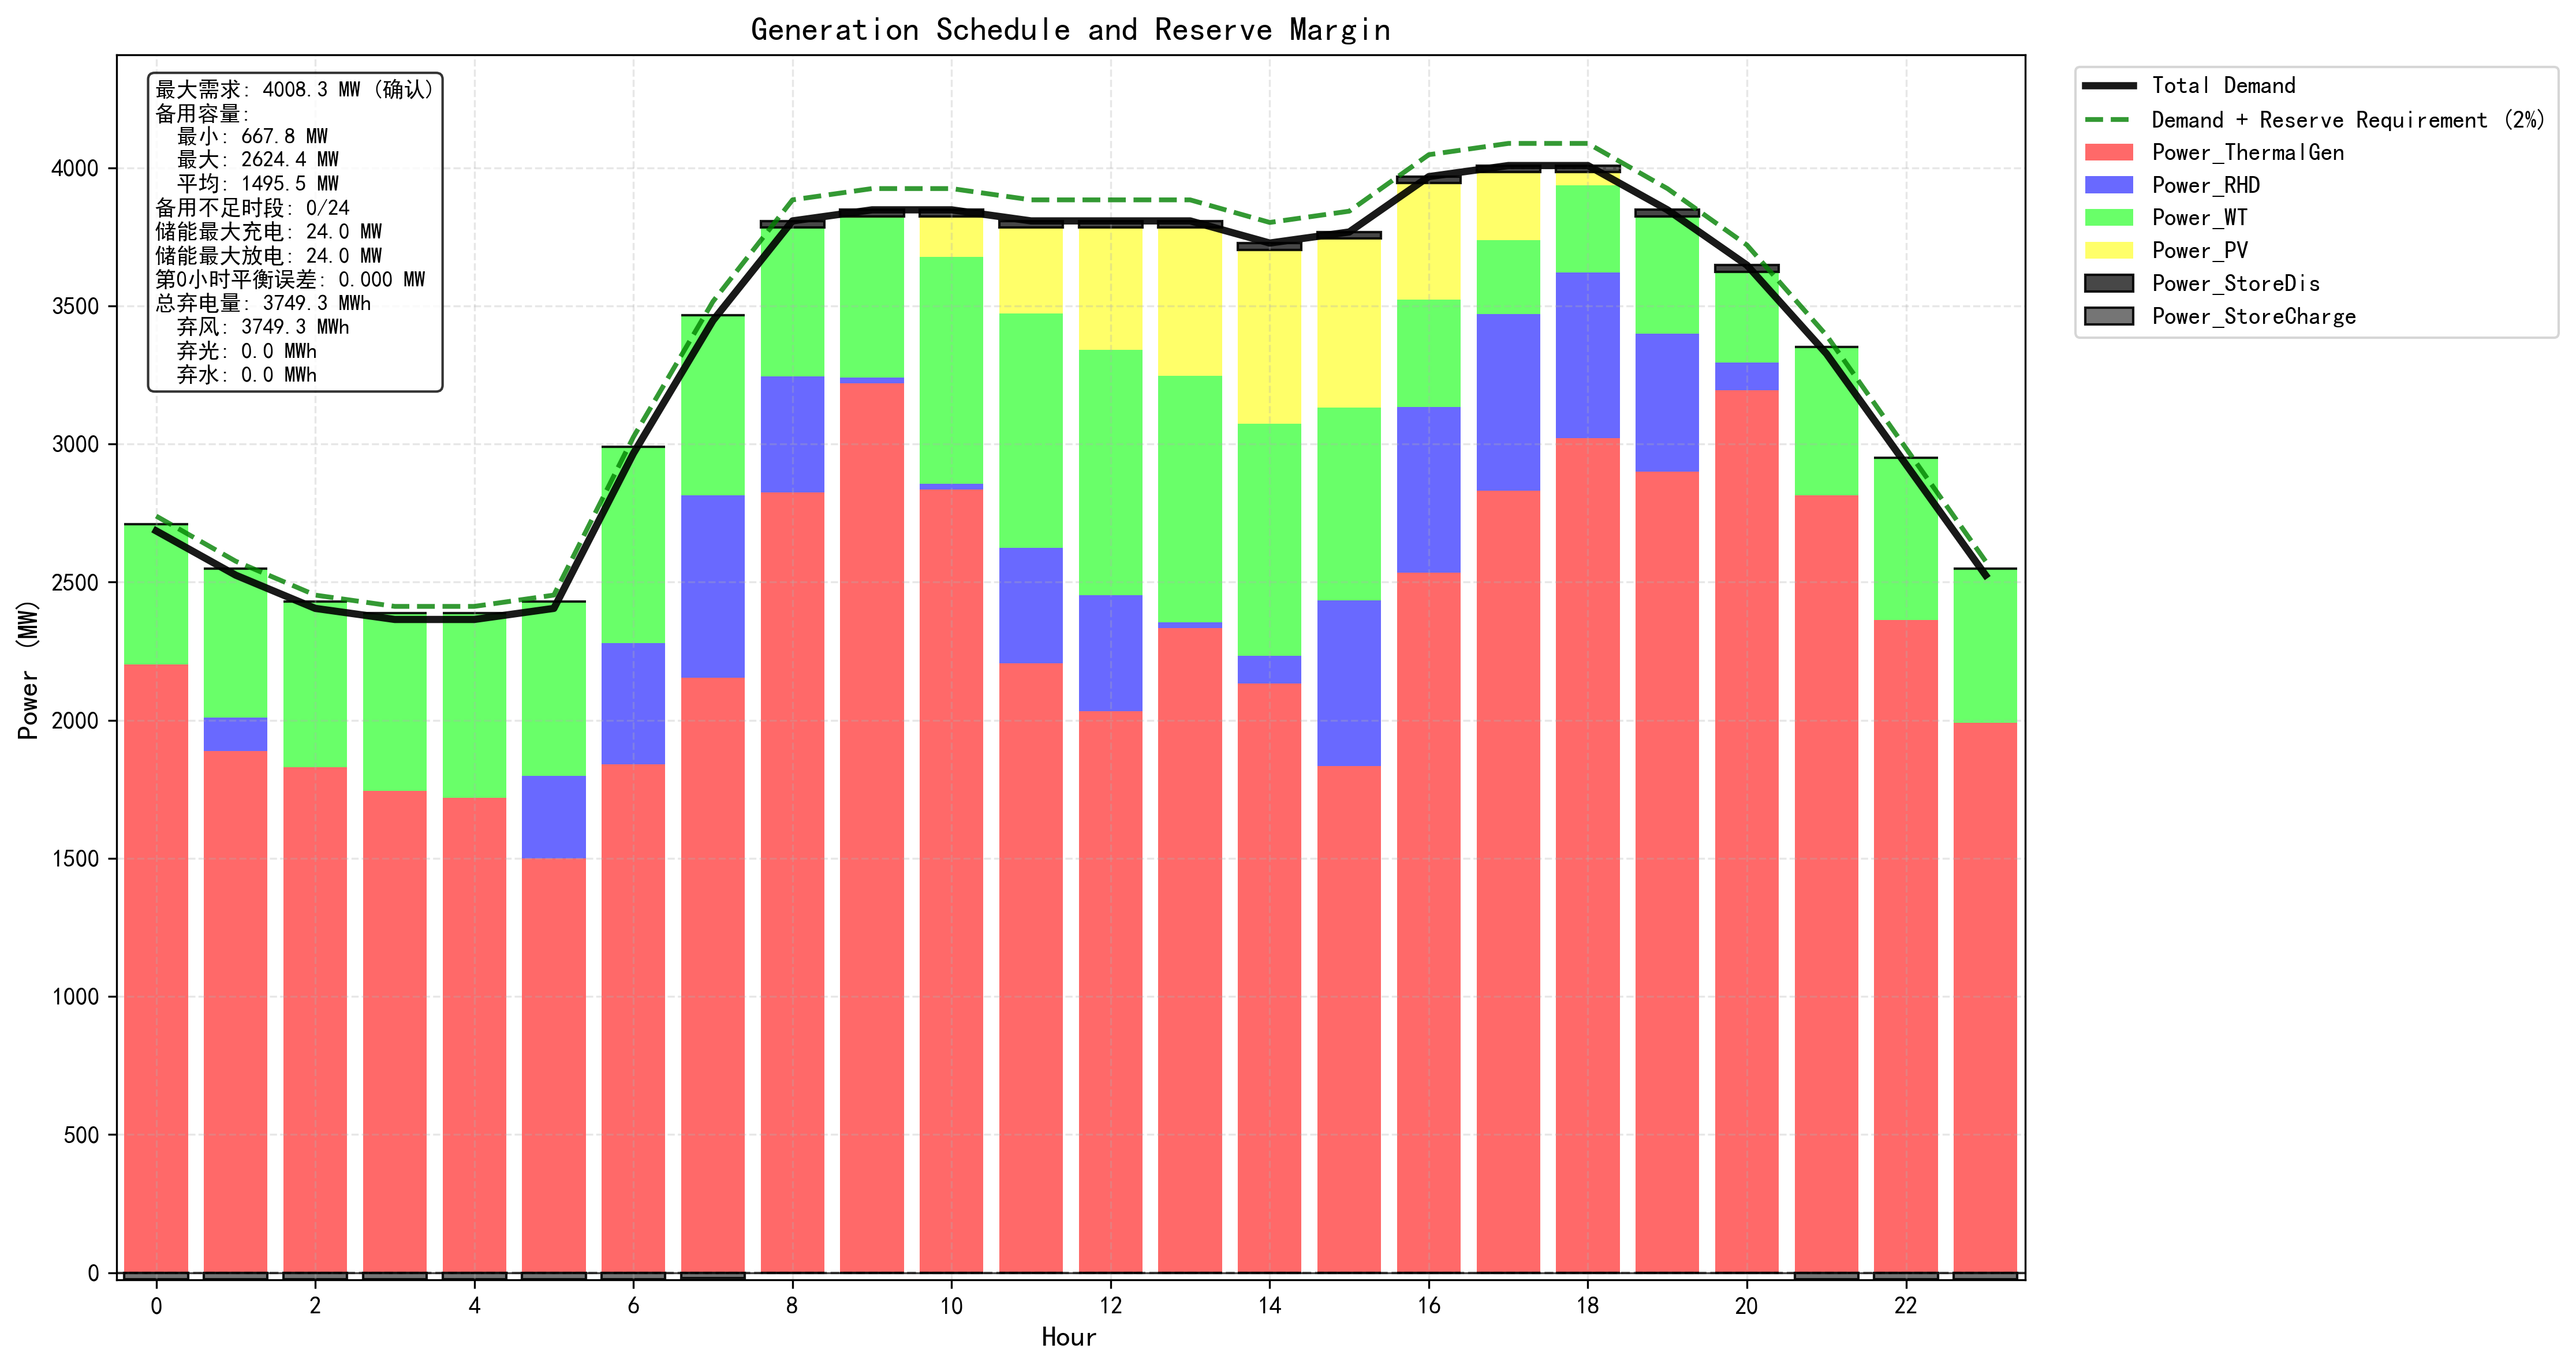 Generation Schedule and Reserve Margin
最大需求: 4008.3 MW (确认)
备用容量:
最小: 667.8 MW
最大: 2624.4 MW
平均: 1495.5 MW
备用不足时段: 0/24
储能最大充电: 24.0 MW
储能最大放电: 24.0 MW
第0小时平衡误差: 0.000 MW
总弃电量: 3749.3 MWh
弃风: 3749.3 MWh
弃光: 0.0 MWh
弃水: 0.0 MWh
Total Demand
Demand + Reserve Requirement (2%)
Power_ThermalGen
Power_RHD
Power_WT
Power_PV
Power_StoreDis
Power_StoreCharge
Power (MW)
4000
3500
3000
2500
2000
1500
1000
500
0
0 2 4 6 8 10 12 14 16 18 20 22
Hour